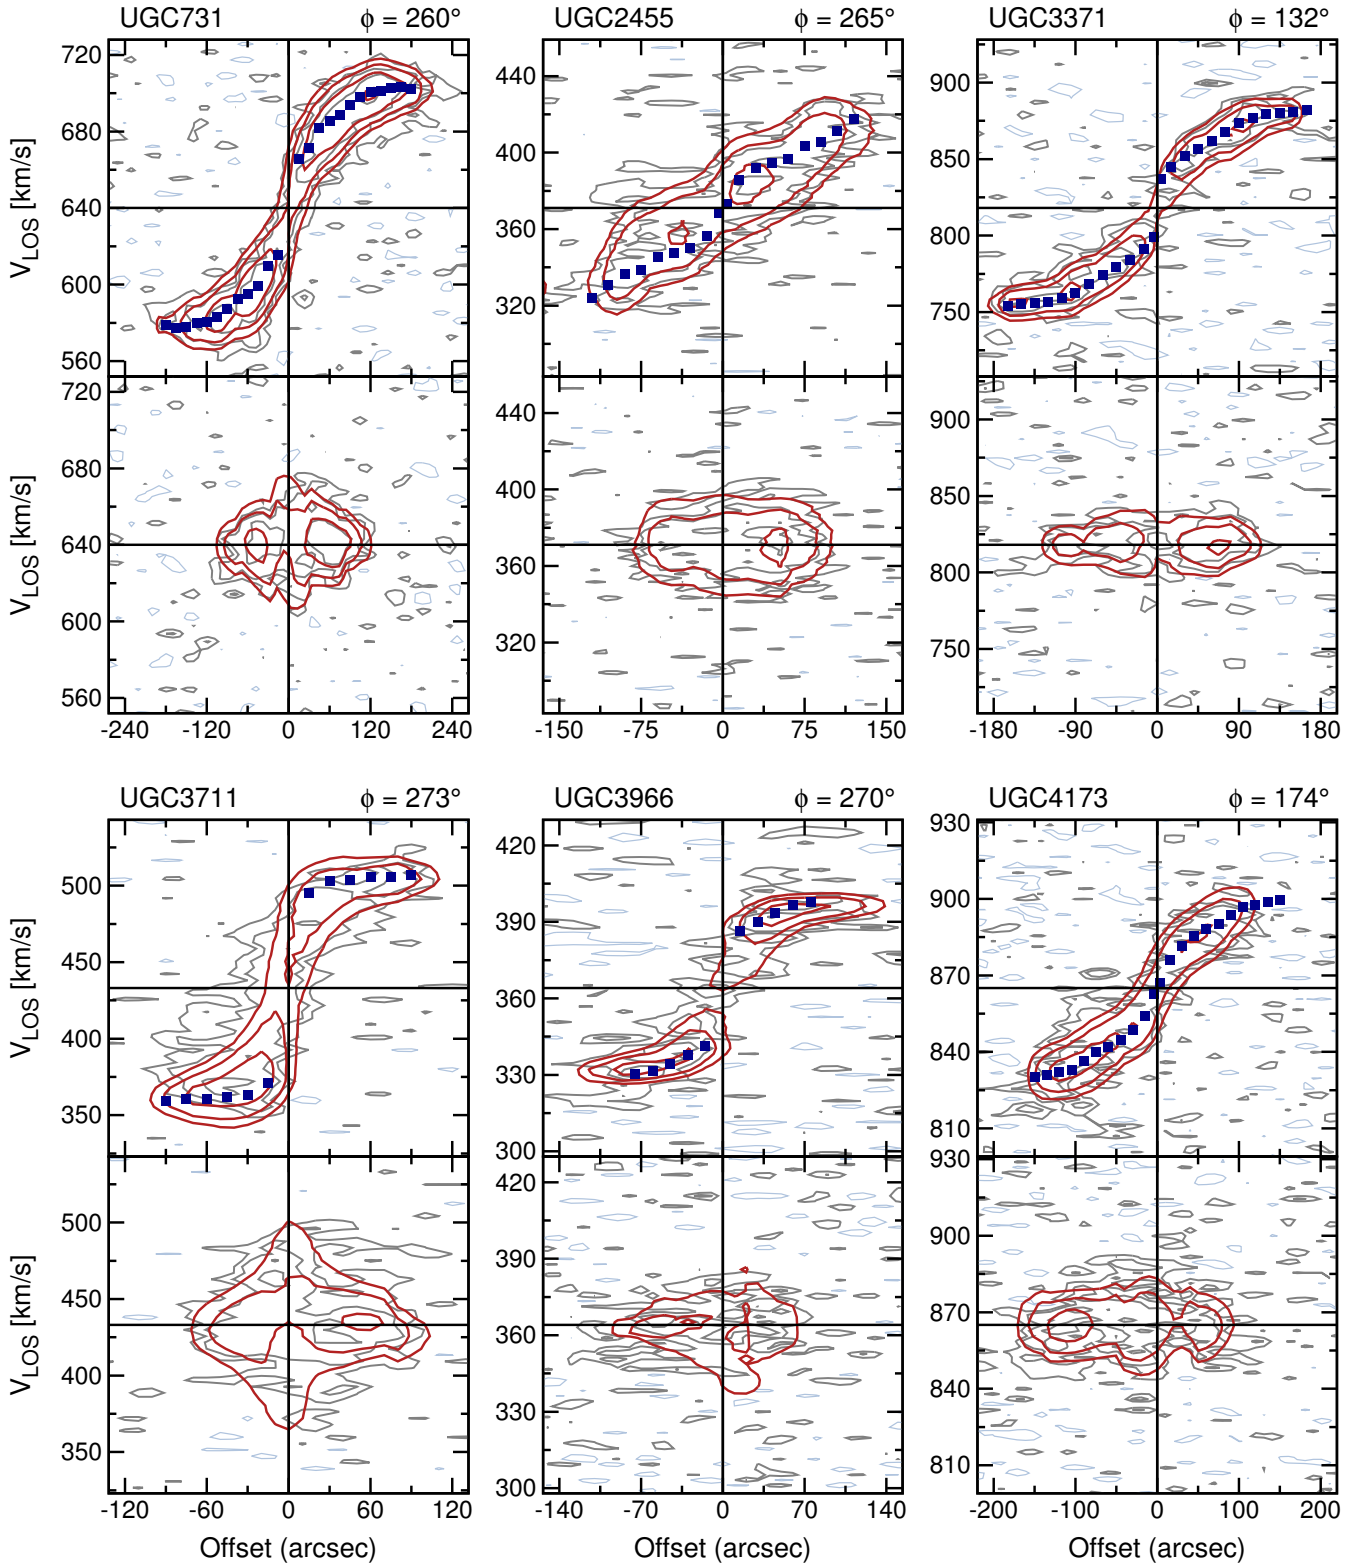 UGC731 ϕ = 260° UGC2455 ϕ = 265° UGC3371 ϕ = 132°
720 680 640 600 560
440 400 360 320
900 850 800 750
V_LOS [km/s]
720 680 640 600 560
440 400 360 320
900 850 800 750
V_LOS [km/s]
-240 -120 0 120 240
-150 -75 0 75 150
-180 -90 0 90 180
UGC3711 ϕ = 273° UGC3966 ϕ = 270° UGC4173 ϕ = 174°
500 450 400 350
420 390 360 330 300
930 900 870 840 810
V_LOS [km/s]
500 450 400 350
420 390 360 330 300
930 900 870 840 810
V_LOS [km/s]
-120 -60 0 60 120
-140 -70 0 70 140
-200 -100 0 100 200
Offset (arcsec) Offset (arcsec) Offset (arcsec)